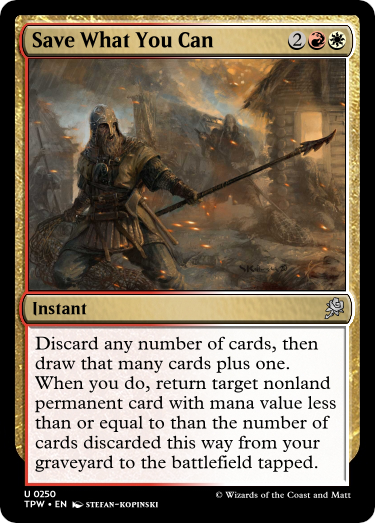 Save What You Can 2
Instant
Discard any number of cards, then
draw that many cards plus one.
When you do, return target nonland
permanent card with mana value less
than or equal to than the number of
cards discarded this way from your
graveyard to the battlefield tapped.
U 0250
TPW • EN STEFAN-KOPINSKI
© Wizards of the Coast and Matt